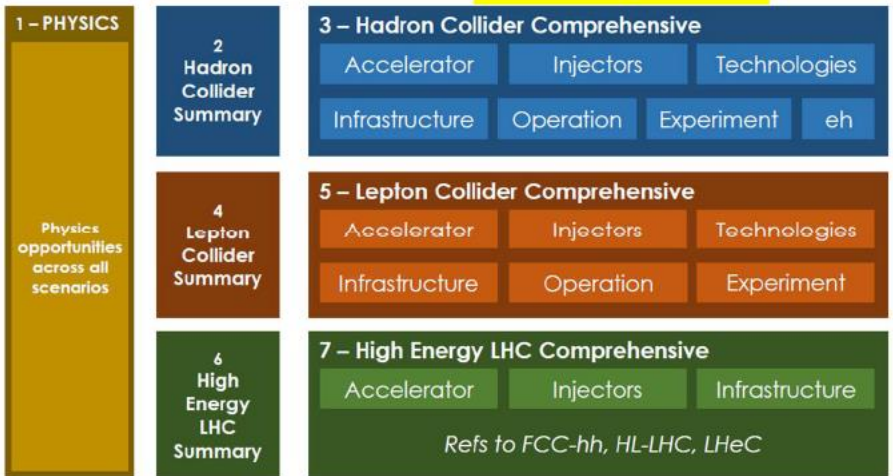 1 – PHYSICS
Physics
opportunities
across all
scenarios
2
Hadron
Collider
Summary
3 – Hadron Collider Comprehensive
Accelerator Injectors Technologies
Infrastructure Operation Experiment eh
4
Lepton
Collider
Summary
5 – Lepton Collider Comprehensive
Accelerator Injectors Technologies
Infrastructure Operation Experiment
6
High
Energy
LHC
Summary
7 – High Energy LHC Comprehensive
Accelerator Injectors Infrastructure
Refs to FCC-hh, HL-LHC, LHeC